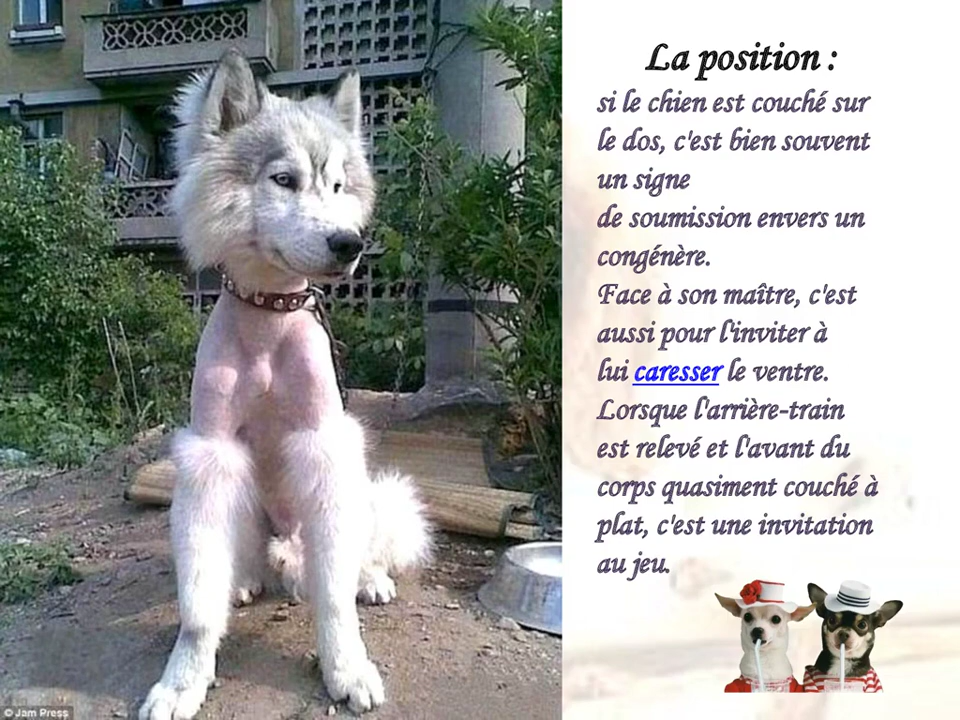 La position :
si le chien est couché sur
le dos, c'est bien souvent
un signe
de soumission envers un
congénère.
Face à son maître, c'est
aussi pour l'inviter à
lui caresser le ventre.
Lorsque l'arrière-train
est relevé et l'avant du
corps quasiment couché à
plat, c'est une invitation
au jeu.
© Jam Press